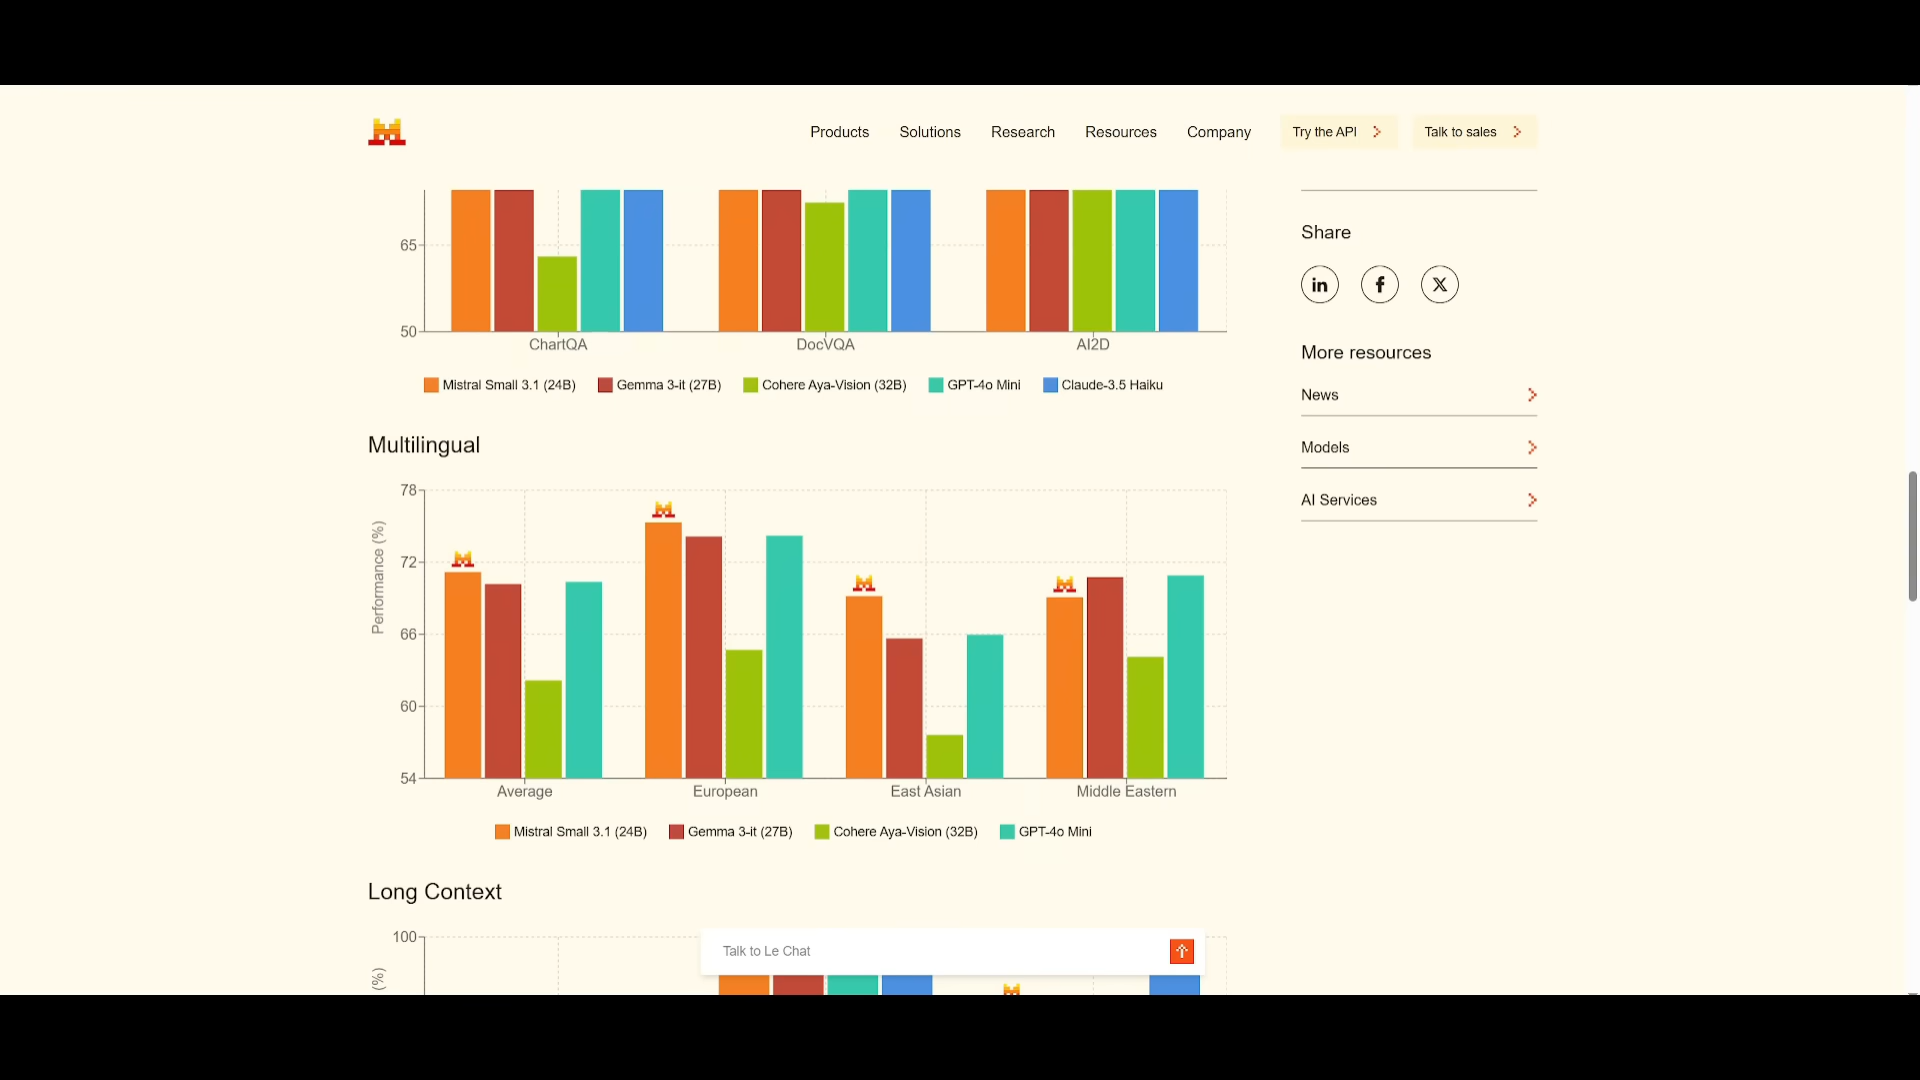 Products Solutions Research Resources Company Try the API Talk to sales
65
50
ChartQA DocVQA AI2D
Mistral Small 3.1 (24B) Gemma 3-it (27B) Cohere Aya-Vision (32B) GPT-4o Mini Claude-3.5 Haiku
Multilingual
78
72
66
60
54
Performance (%)
Average European East Asian Middle Eastern
Mistral Small 3.1 (24B) Gemma 3-it (27B) Cohere Aya-Vision (32B) GPT-4o Mini
Long Context
100
(%)
Talk to Le Chat
Share
in f X
More resources
News
Models
AI Services